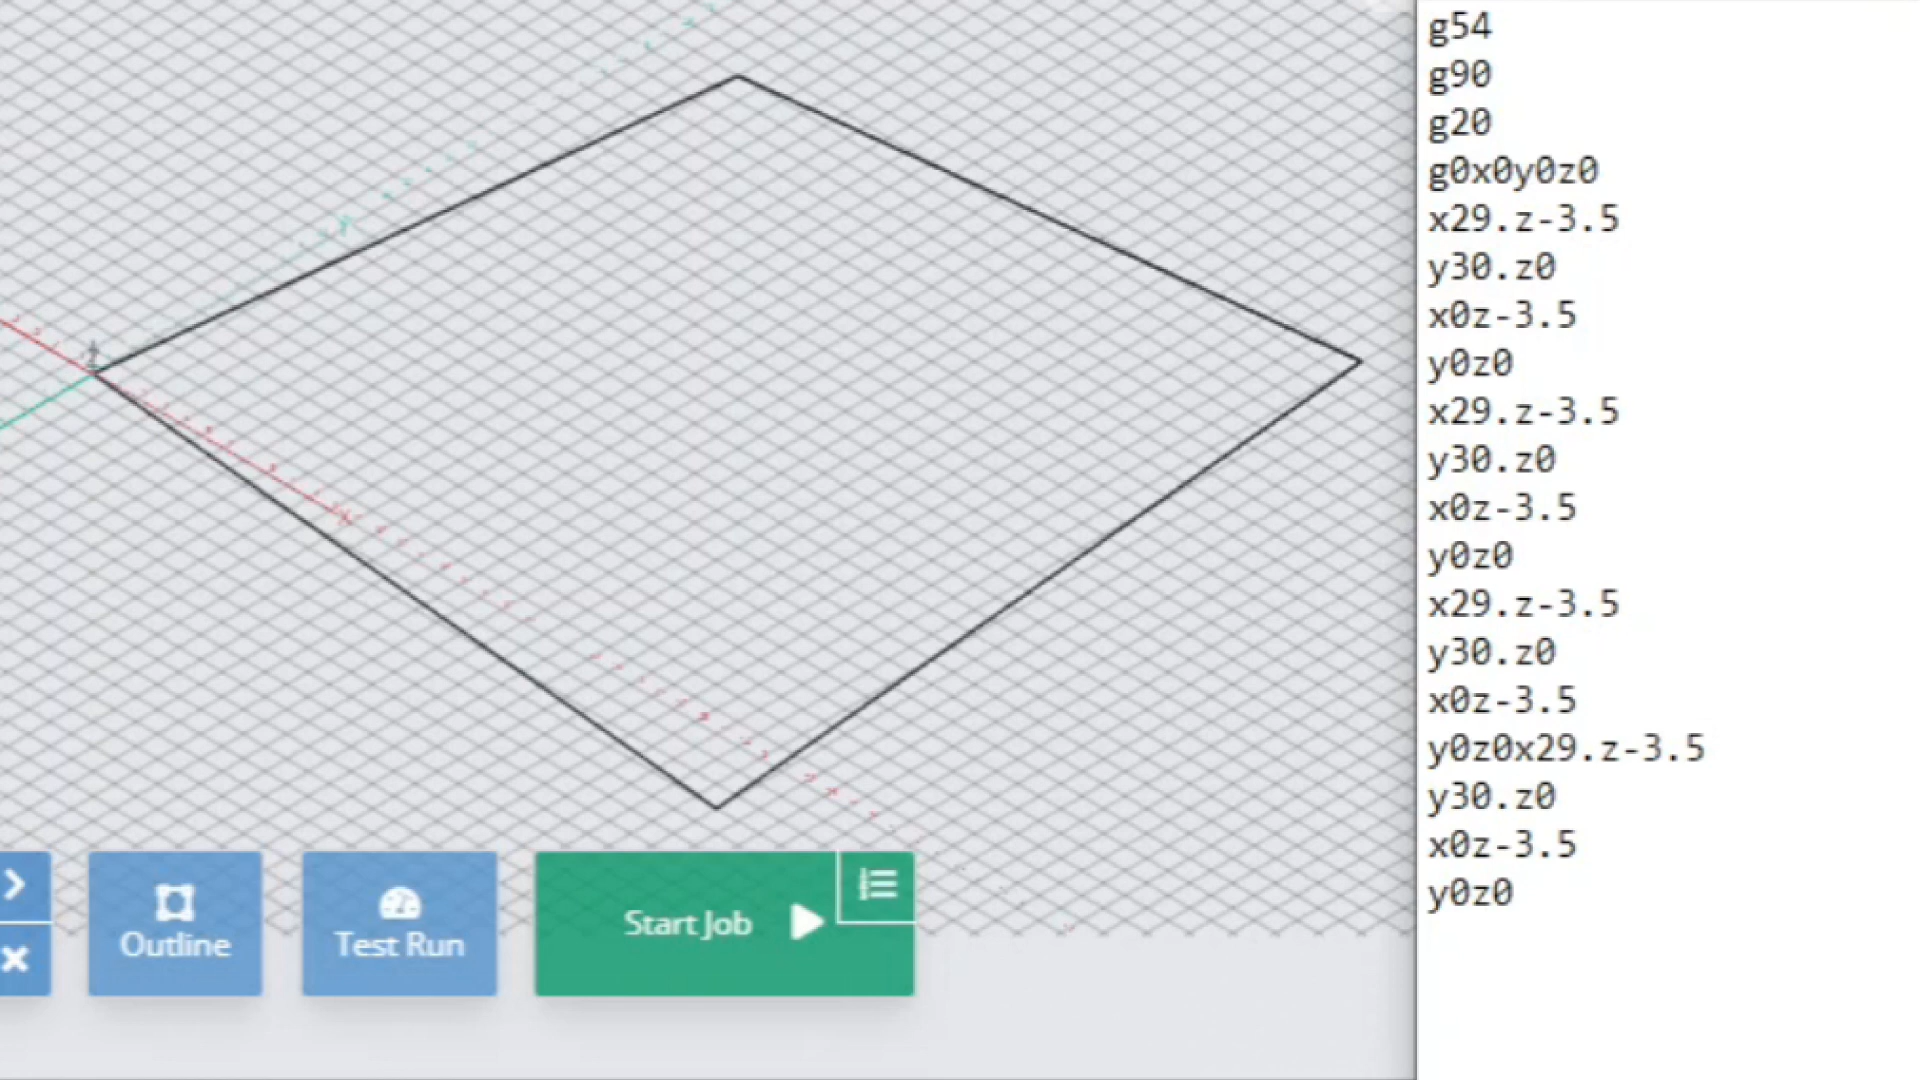 g54
g90
g20
g0x0y0z0
x29.z-3.5
y30.z0
x0z-3.5
y0z0
x29.z-3.5
y30.z0
x0z-3.5
y0z0
x29.z-3.5
y30.z0
x0z-3.5
y0z0x29.z-3.5
y30.z0
x0z-3.5
y0z0
Outline
Test Run
Start Job